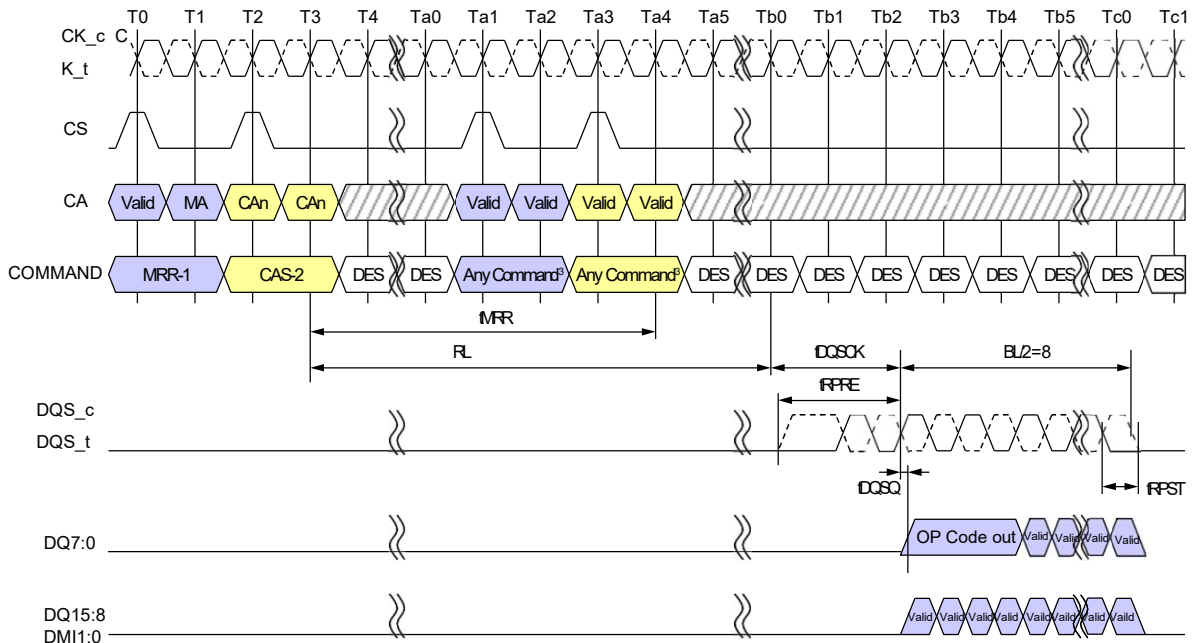 T0 T1 T2 T3 T4 Ta0 Ta1 Ta2 Ta3 Ta4 Ta5 Tb0 Tb1 Tb2 Tb3 Tb4 Tb5 Tc0 Tc1
CK_c C
K_t
CS
CA Valid MA CAn CAn Valid Valid Valid Valid
COMMAND MRR-1 CAS-2 DES DES Any Command³ Any Command³ DES DES DES DES DES DES DES DES DES
tMRR
RL tDQSCK BL/2=8
tRPRE
DQS_c
DQS_t
tDQSQ tRPST
DQ7:0 OP Code out Valid Valid Valid Valid
DQ15:8 Valid Valid Valid Valid Vaild Vaild Valid Vaild
DMI1:0